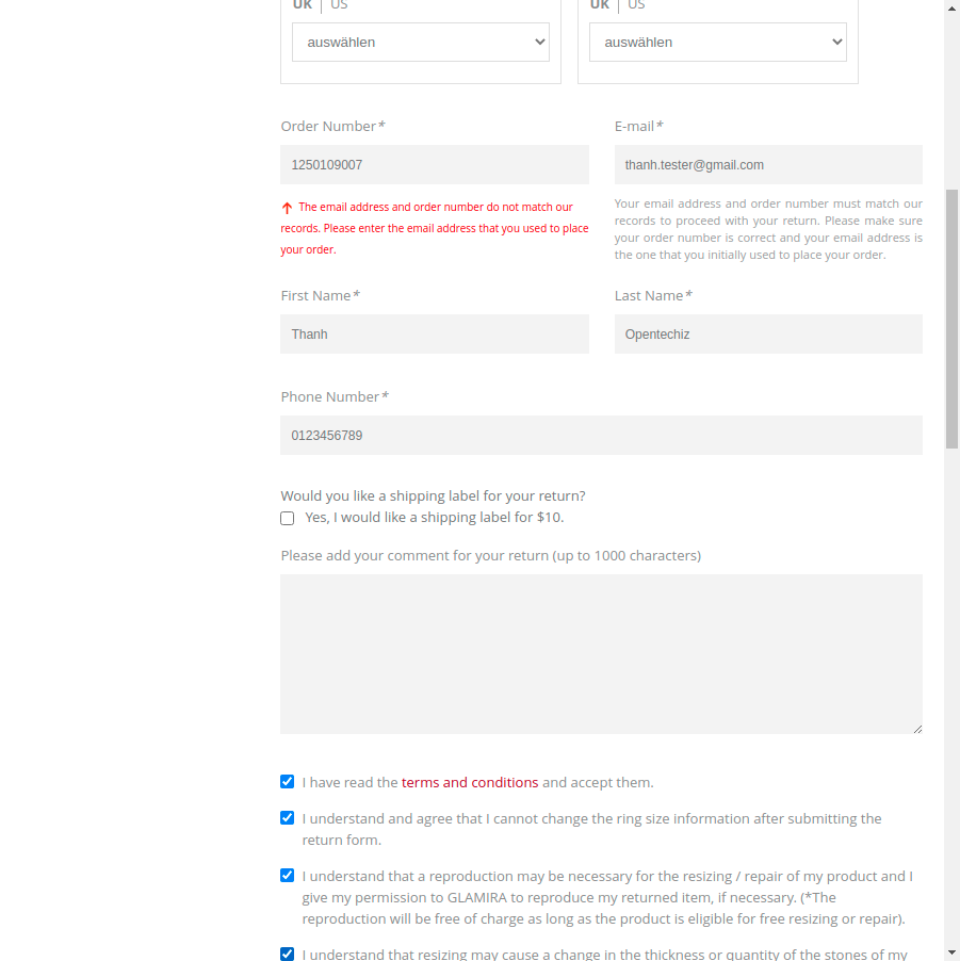 UK | US UK | US
auswählen auswählen
Order Number* E-mail*
1250109007 thanh.tester@gmail.com
The email address and order number do not match our
records. Please enter the email address that you used to place
your order.
Your email address and order number must match our
records to proceed with your return. Please make sure
your order number is correct and your email address is
the one that you initially used to place your order.
First Name* Last Name*
Thanh Opentechiz
Phone Number*
0123456789
Would you like a shipping label for your return?
Yes, I would like a shipping label for $10.
Please add your comment for your return (up to 1000 characters)
I have read the terms and conditions and accept them.
I understand and agree that I cannot change the ring size information after submitting the
return form.
I understand that a reproduction may be necessary for the resizing / repair of my product and I
give my permission to GLAMIRA to reproduce my returned item, if necessary. (*The
reproduction will be free of charge as long as the product is eligible for free resizing or repair).
I understand that resizing may cause a change in the thickness or quantity of the stones of my